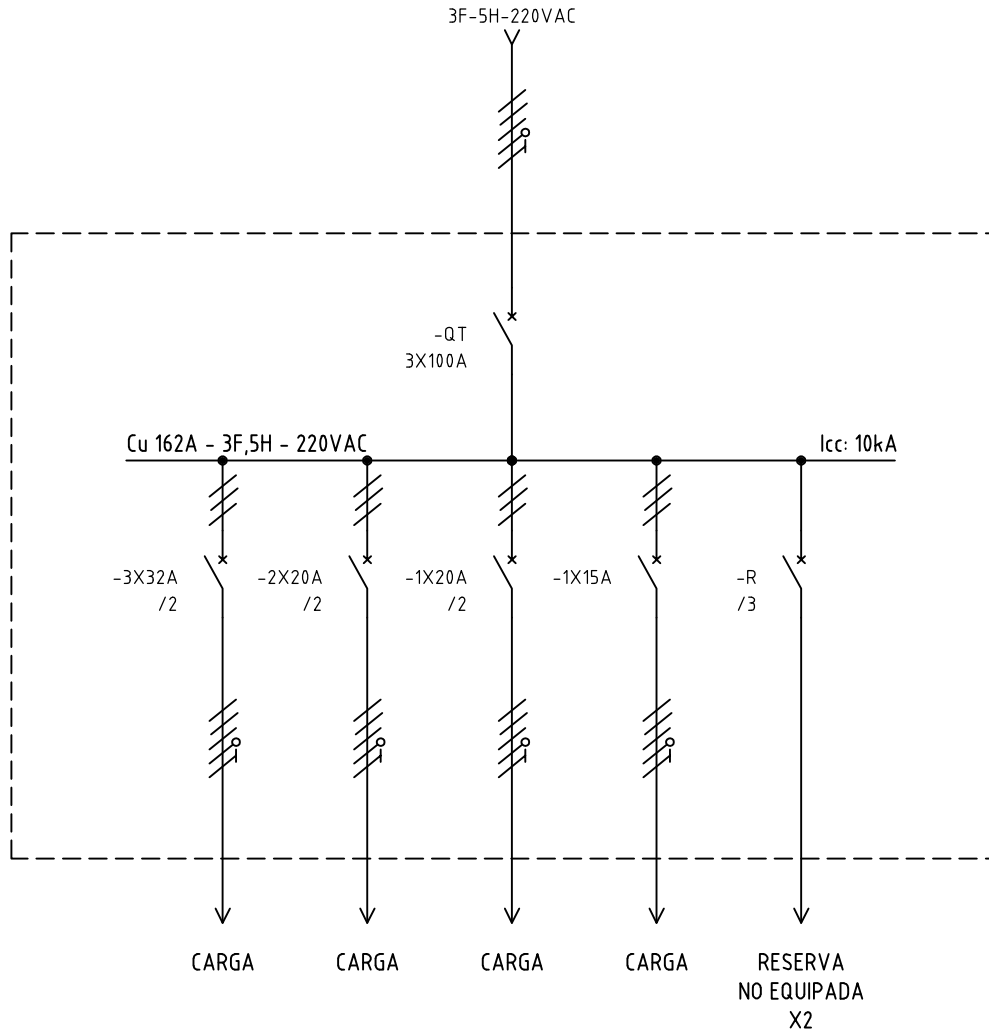 3F-5H-220VAC
-QT
3X100A
Cu 162A - 3F,5H - 220VAC
Icc: 10kA
-3X32A
/2
-2X20A
/2
-1X20A
/2
-1X15A
-R
/3
CARGA
CARGA
CARGA
CARGA
RESERVA
NO EQUIPADA
X2